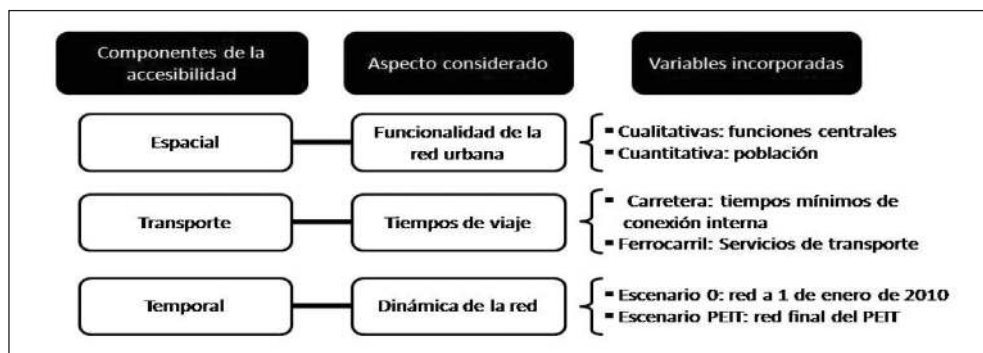 Componentes de la
accesibilidad
Aspecto considerado
Variables incorporadas
Espacial
Funcionalidad de la
red urbana
▪ Cualitativas: funciones centrales
▪ Cuantitativa: población
Transporte
Tiempos de viaje
▪ Carretera: tiempos mínimos de
conexión interna
▪ Ferrocarril: Servicios de transporte
Temporal
Dinámica de la red
▪ Escenario 0: red a 1 de enero de 2010
▪ Escenario PEIT: red final del PEIT